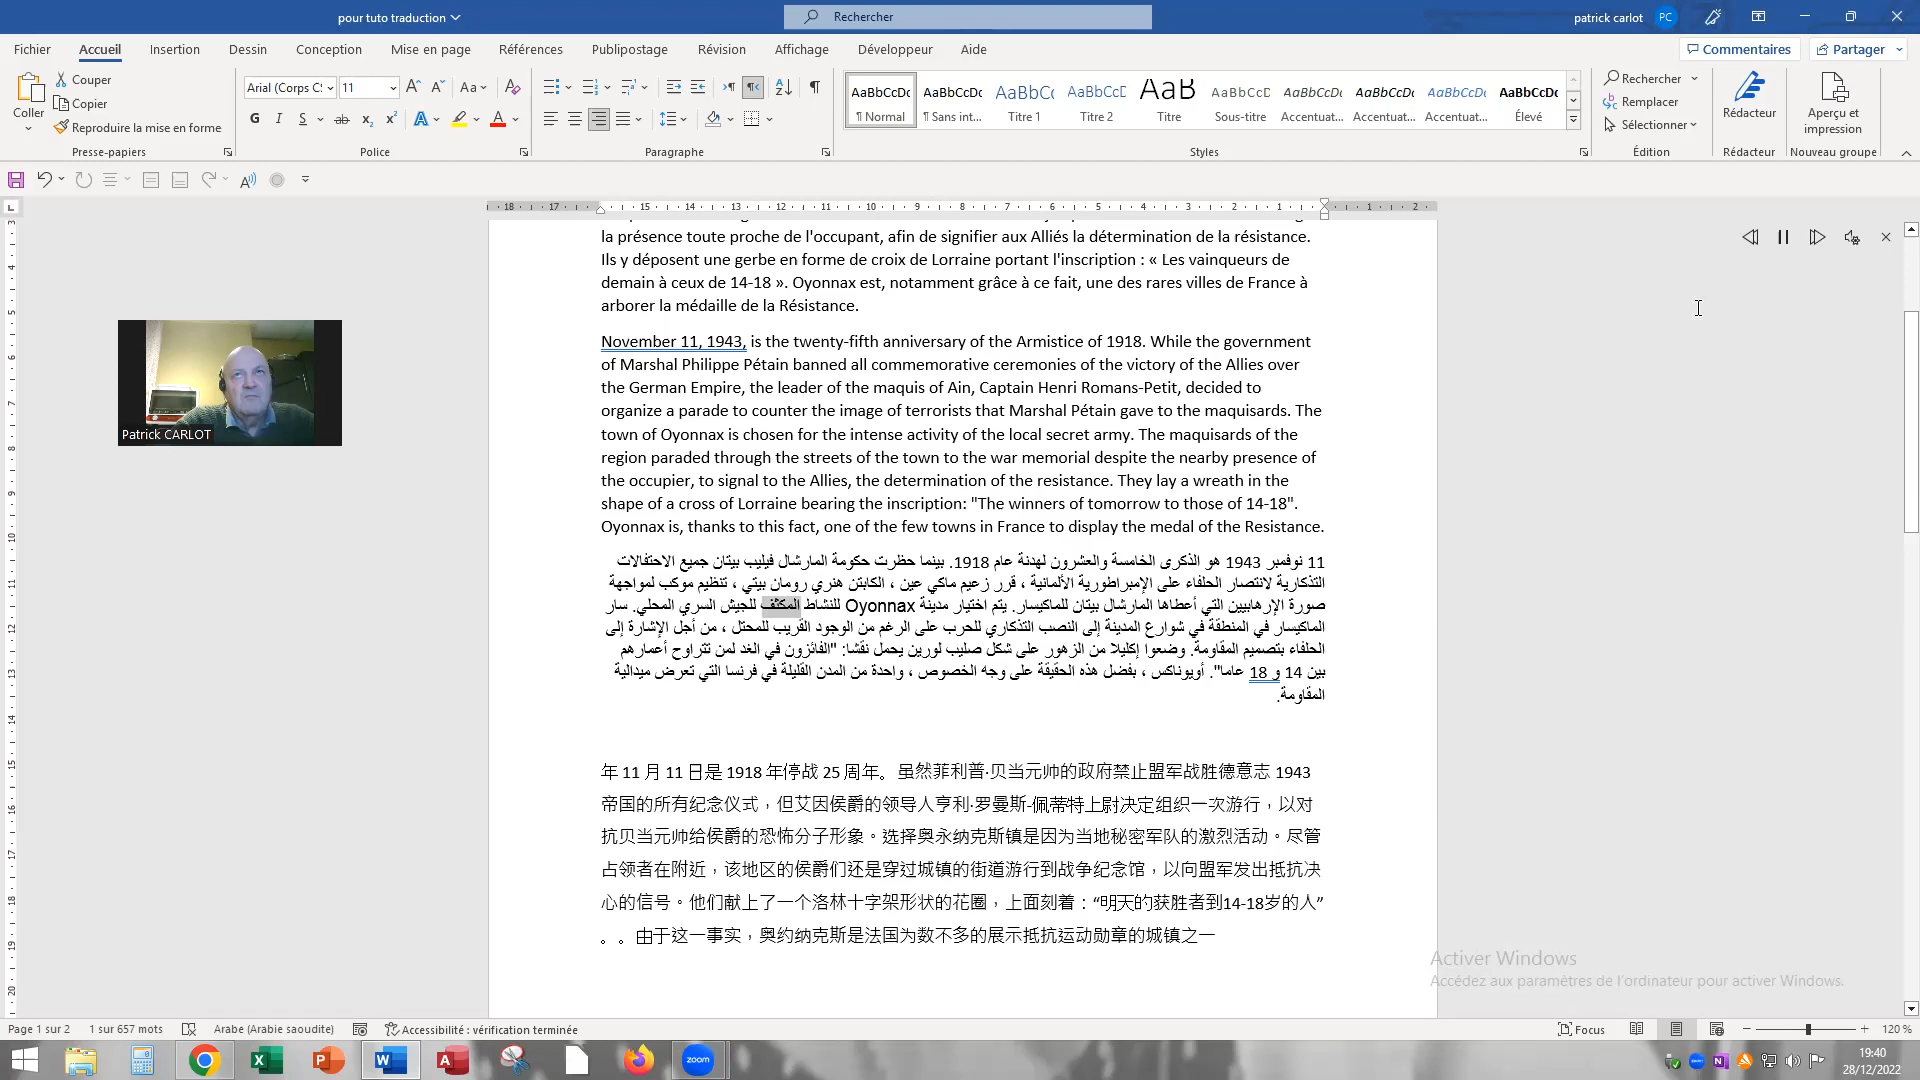 pour tuto traduction
Rechercher
patrick carlot
PC
Fichier
Accueil
Insertion
Dessin
Conception
Mise en page
Références
Publipostage
Révision
Affichage
Développeur
Aide
Commentaires
Partager
Coller
Couper
Copier
Reproduire la mise en forme
Presse-papiers
Arial (Corps C
11
Police
Paragraphe
AaBbCcDc
¶ Normal
AaBbCcDc
¶ Sans int...
AaBbCc
Titre 1
AaBbCcD
Titre 2
AaB
Titre
AaBbCcD
Sous-titre
AaBbCcDc
Accentuat...
AaBbCcDc
Accentuat...
AaBbCcDc
Accentuat...
AaBbCcDc
Élevé
Styles
Rechercher
Remplacer
Sélectionner
Édition
Rédacteur
Rédacteur
Aperçu et
impression
Nouveau groupe
la présence toute proche de l'occupant, afin de signifier aux Alliés la détermination de la résistance.
Ils y déposent une gerbe en forme de croix de Lorraine portant l'inscription : « Les vainqueurs de
demain à ceux de 14-18 ». Oyonnax est, notamment grâce à ce fait, une des rares villes de France à
arborer la médaille de la Résistance.
November 11, 1943, is the twenty-fifth anniversary of the Armistice of 1918. While the government
of Marshal Philippe Pétain banned all commemorative ceremonies of the victory of the Allies over
the German Empire, the leader of the maquis of Ain, Captain Henri Romans-Petit, decided to
organize a parade to counter the image of terrorists that Marshal Pétain gave to the maquisards. The
town of Oyonnax is chosen for the intense activity of the local secret army. The maquisards of the
region paraded through the streets of the town to the war memorial despite the nearby presence of
the occupier, to signal to the Allies, the determination of the resistance. They lay a wreath in the
shape of a cross of Lorraine bearing the inscription: "The winners of tomorrow to those of 14-18".
Oyonnax is, thanks to this fact, one of the few towns in France to display the medal of the Resistance.
11 نوفمبر 1943 هو الذكرى الخامسة والعشرون لهدنة عام 1918. بينما حظرت حكومة المارشال فيليب بيتان جميع الاحتفالات
التذكارية لانتصار الحلفاء على الإمبراطورية الألمانية ، قرر زعيم ماكي عين ، الكابتن هنري رومان بيتي ، تنظيم موكب لمواجهة
صورة الإرهابيين التي أعطاها المارشال بيتان للماكيسار. يتم اختيار مدينة Oyonnax للنشاط المكثف للجيش السري المحلي. سار
الماكيسار في المنطقة في شوارع المدينة إلى النصب التذكاري للحرب على الرغم من الوجود القريب للمحتل ، من أجل الإشارة إلى
الحلفاء بتصميم المقاومة. وضعوا إكليلا من الزهور على شكل صليب لورين يحمل نقشا: "الفائزون في الغد لمن تتراوح أعمارهم
بين 14 و 18 عاما". أويوناكس ، بفضل هذه الحقيقة على وجه الخصوص ، واحدة من المدن القليلة في فرنسا التي تعرض ميدالية
المقاومة.
年 11 月 11 日是 1918 年停战 25 周年。虽然菲利普·贝当元帅的政府禁止盟军战胜德意志 1943
帝国的所有纪念仪式，但艾因侯爵的领导人亨利·罗曼斯-佩蒂特上尉决定组织一次游行，以对
抗贝当元帅给侯爵的恐怖分子形象。选择奥永纳克斯镇是因为当地秘密军队的激烈活动。尽管
占领者在附近，该地区的侯爵们还是穿过城镇的街道游行到战争纪念馆，以向盟军发出抵抗决
心的信号。他们献上了一个洛林十字架形状的花圈，上面刻着：“明天的获胜者到14-18岁的人”
。。由于这一事实，奥约纳克斯是法国为数不多的展示抵抗运动勋章的城镇之一
Patrick CARLOT
Activer Windows
Accédez aux paramètres de l'ordinateur pour activer Windows.
Page 1 sur 2
1 sur 657 mots
Arabe (Arabie saoudite)
Accessibilité : vérification terminée
Focus
120 %
zoom
19:40
28/12/2022